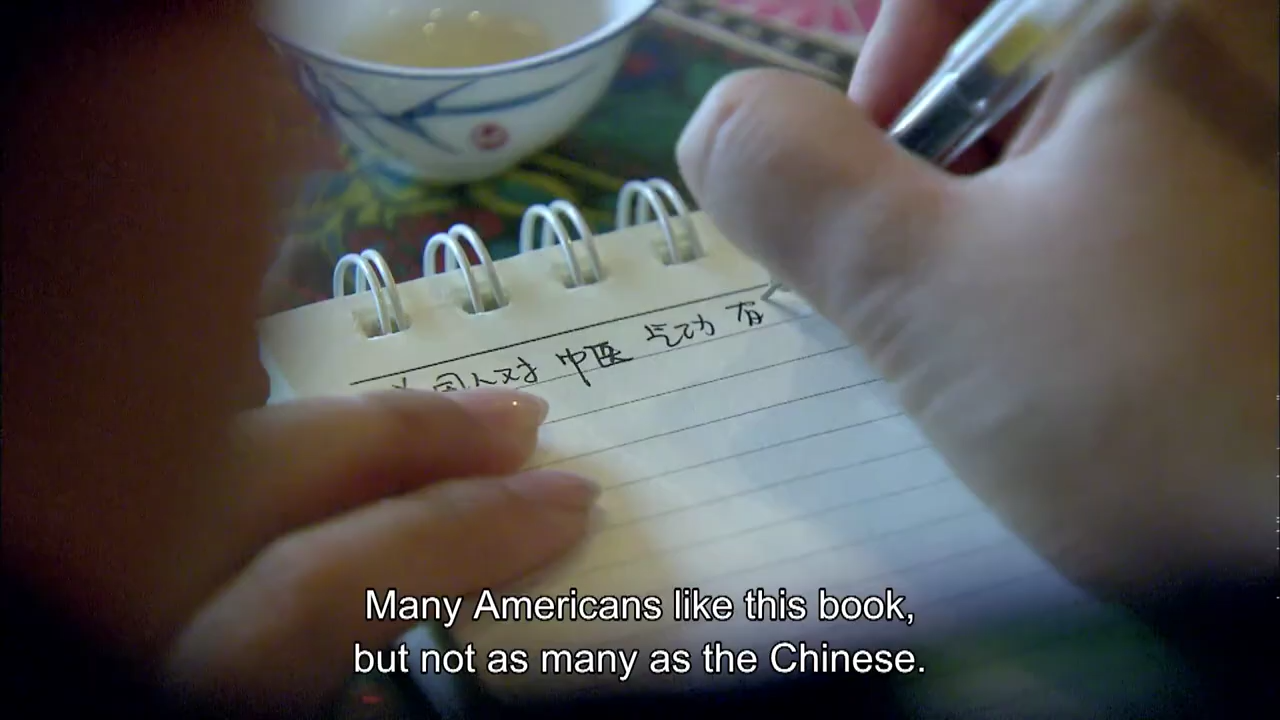 国人对 中医 气功 有
Many Americans like this book,
but not as many as the Chinese.